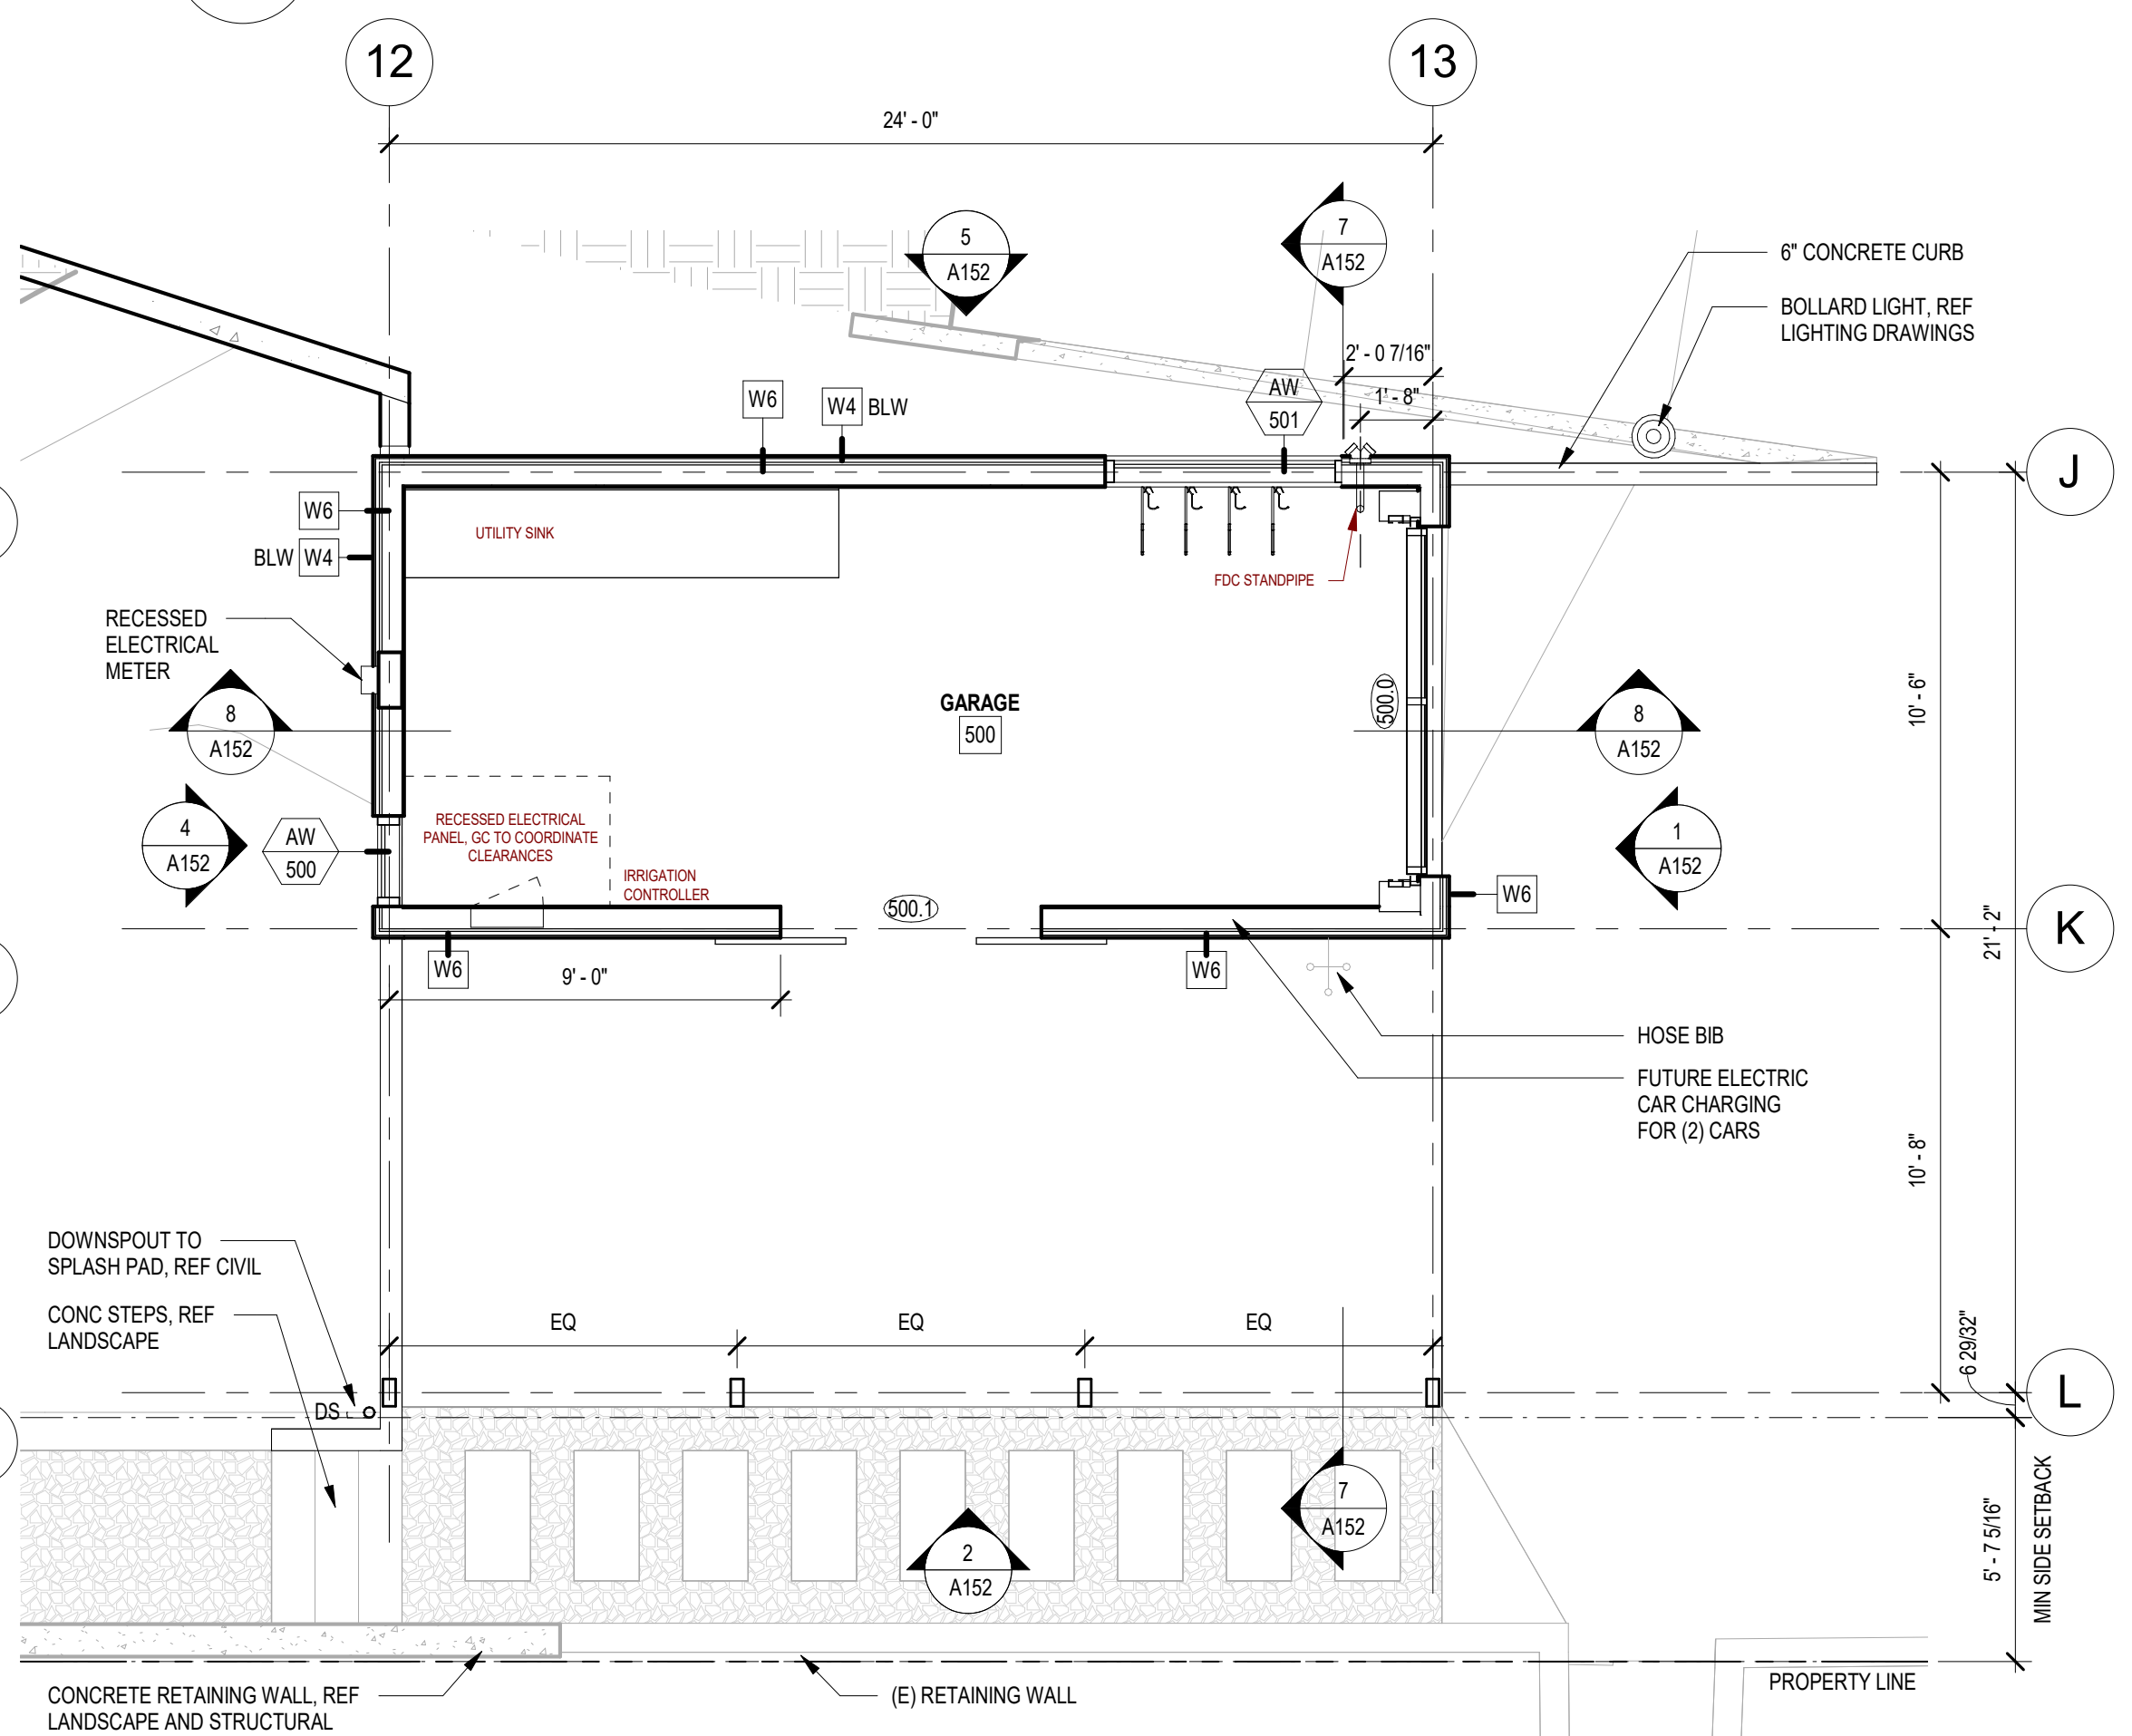 12
13
24' - 0"
5
A152
7
A152
6" CONCRETE CURB
BOLLARD LIGHT, REF
LIGHTING DRAWINGS
2' - 0 7/16"
1' - 8"
W6
W4 BLW
AW
501
J
W6
BLW W4
UTILITY SINK
FDC STANDPIPE
RECESSED
ELECTRICAL
METER
8
A152
GARAGE
500
500.0
8
A152
10' - 6"
4
A152
AW
500
RECESSED ELECTRICAL
PANEL, GC TO COORDINATE
CLEARANCES
IRRIGATION
CONTROLLER
1
A152
W6
500.1
K
21' - 2"
W6
9' - 0"
W6
HOSE BIB
FUTURE ELECTRIC
CAR CHARGING
FOR (2) CARS
10' - 8"
DOWNSPOUT TO
SPLASH PAD, REF CIVIL
CONC STEPS, REF
LANDSCAPE
EQ
EQ
EQ
6 29/32"
L
DS
7
A152
2
A152
5' - 7 5/16"
MIN SIDE SETBACK
PROPERTY LINE
CONCRETE RETAINING WALL, REF
LANDSCAPE AND STRUCTURAL
(E) RETAINING WALL